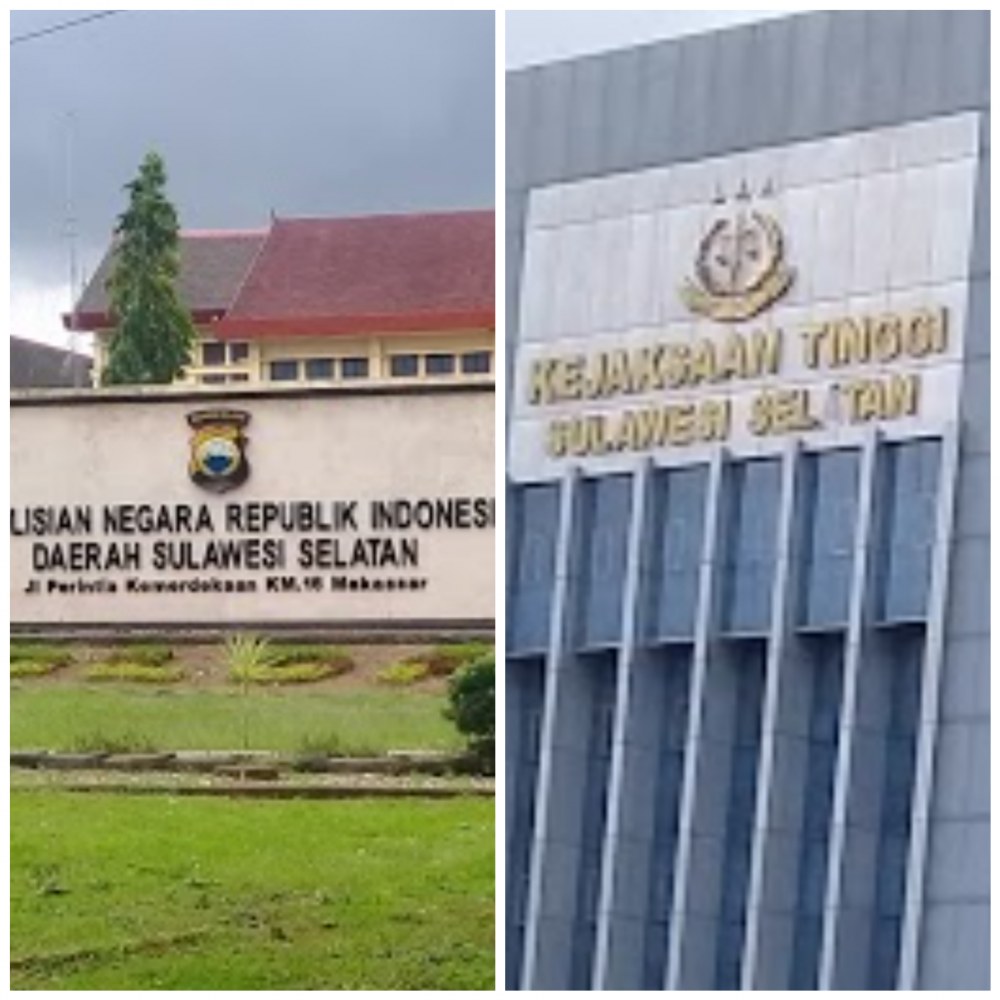 LISIAN NEGARA REPUBLIK INDONESI
DAERAH SULAWESI SELATAN
Jl Perintis Kemerdekaan KM.16 Makassar
KEJAKSAAN TINGGI
SULAWESI SELATAN